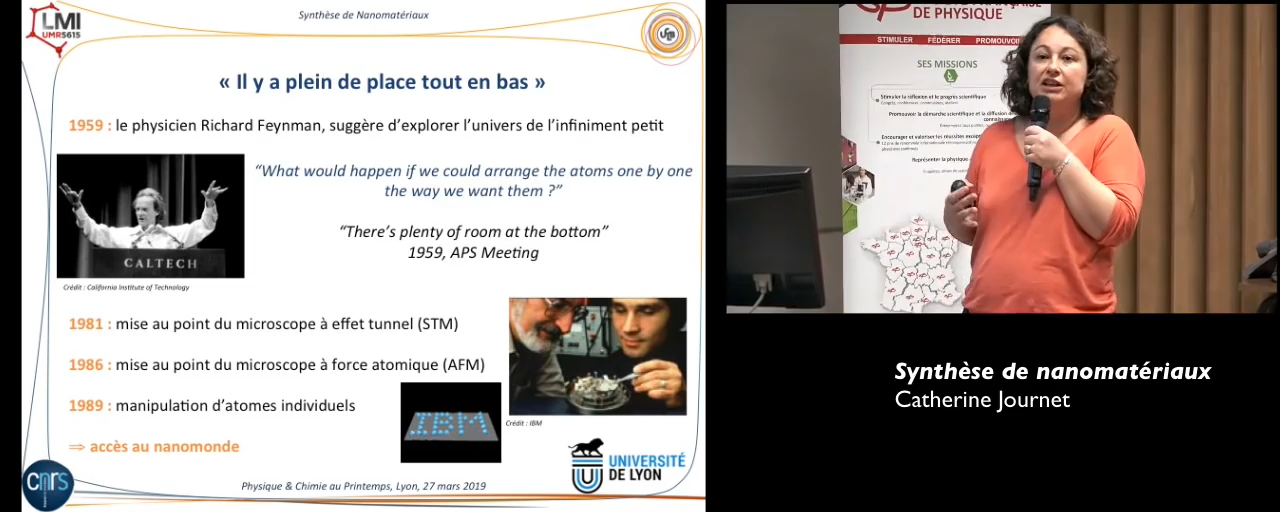 Synthèse de Nanomatériaux
LMI
UMR5615
« Il y a plein de place tout en bas »
1959 : le physicien Richard Feynman, suggère d'explorer l'univers de l'infiniment petit
“What would happen if we could arrange the atoms one by one
the way we want them ?”
“There's plenty of room at the bottom”
1959, APS Meeting
CALTECH
Crédit : California Institute of Technology
1981 : mise au point du microscope à effet tunnel (STM)
1986 : mise au point du microscope à force atomique (AFM)
1989 : manipulation d'atomes individuels
IBM
Crédit : IBM
⇒ accès au nanomonde
UNIVERSITÉ
DE LYON
cnrs
Physique & Chimie au Printemps, Lyon, 27 mars 2019
DE PHYSIQUE
STIMULER FÉDÉRER PROMOUVOI
SES MISSIONS
Stimuler la réflexion et le progrès scientifique
Promouvoir la démarche scientifique et la diffusion de
Encourager et valoriser les réussites
Représenter la physique
Synthèse de nanomatériaux
Catherine Journet